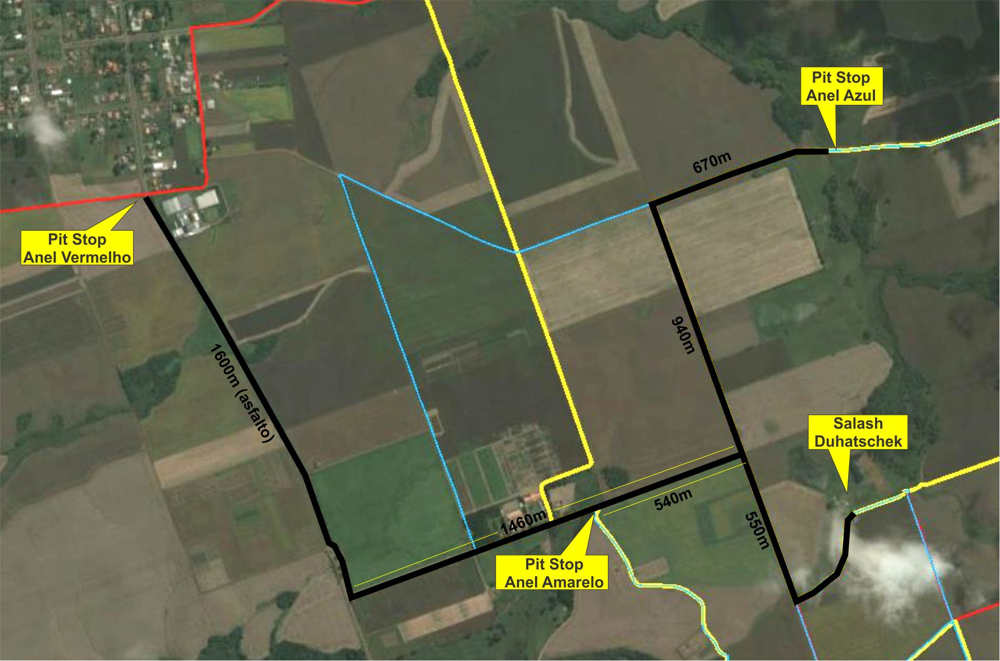 Pit Stop
Anel Azul
670m
Pit Stop
Anel Vermelho
940m
1600m (asfalto)
Salash
Duhatschek
540m
1460m
550m
Pit Stop
Anel Amarelo